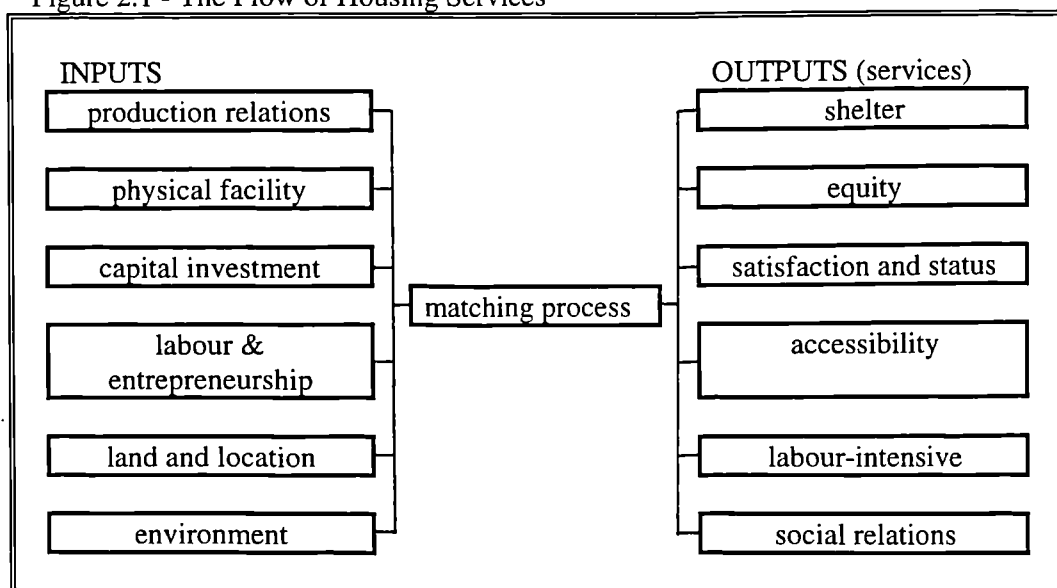 Figure 2.1 - The Flow of Housing Services
INPUTS
production relations
physical facility
capital investment
labour &
entrepreneurship
land and location
environment
matching process
OUTPUTS (services)
shelter
equity
satisfaction and status
accessibility
labour-intensive
social relations